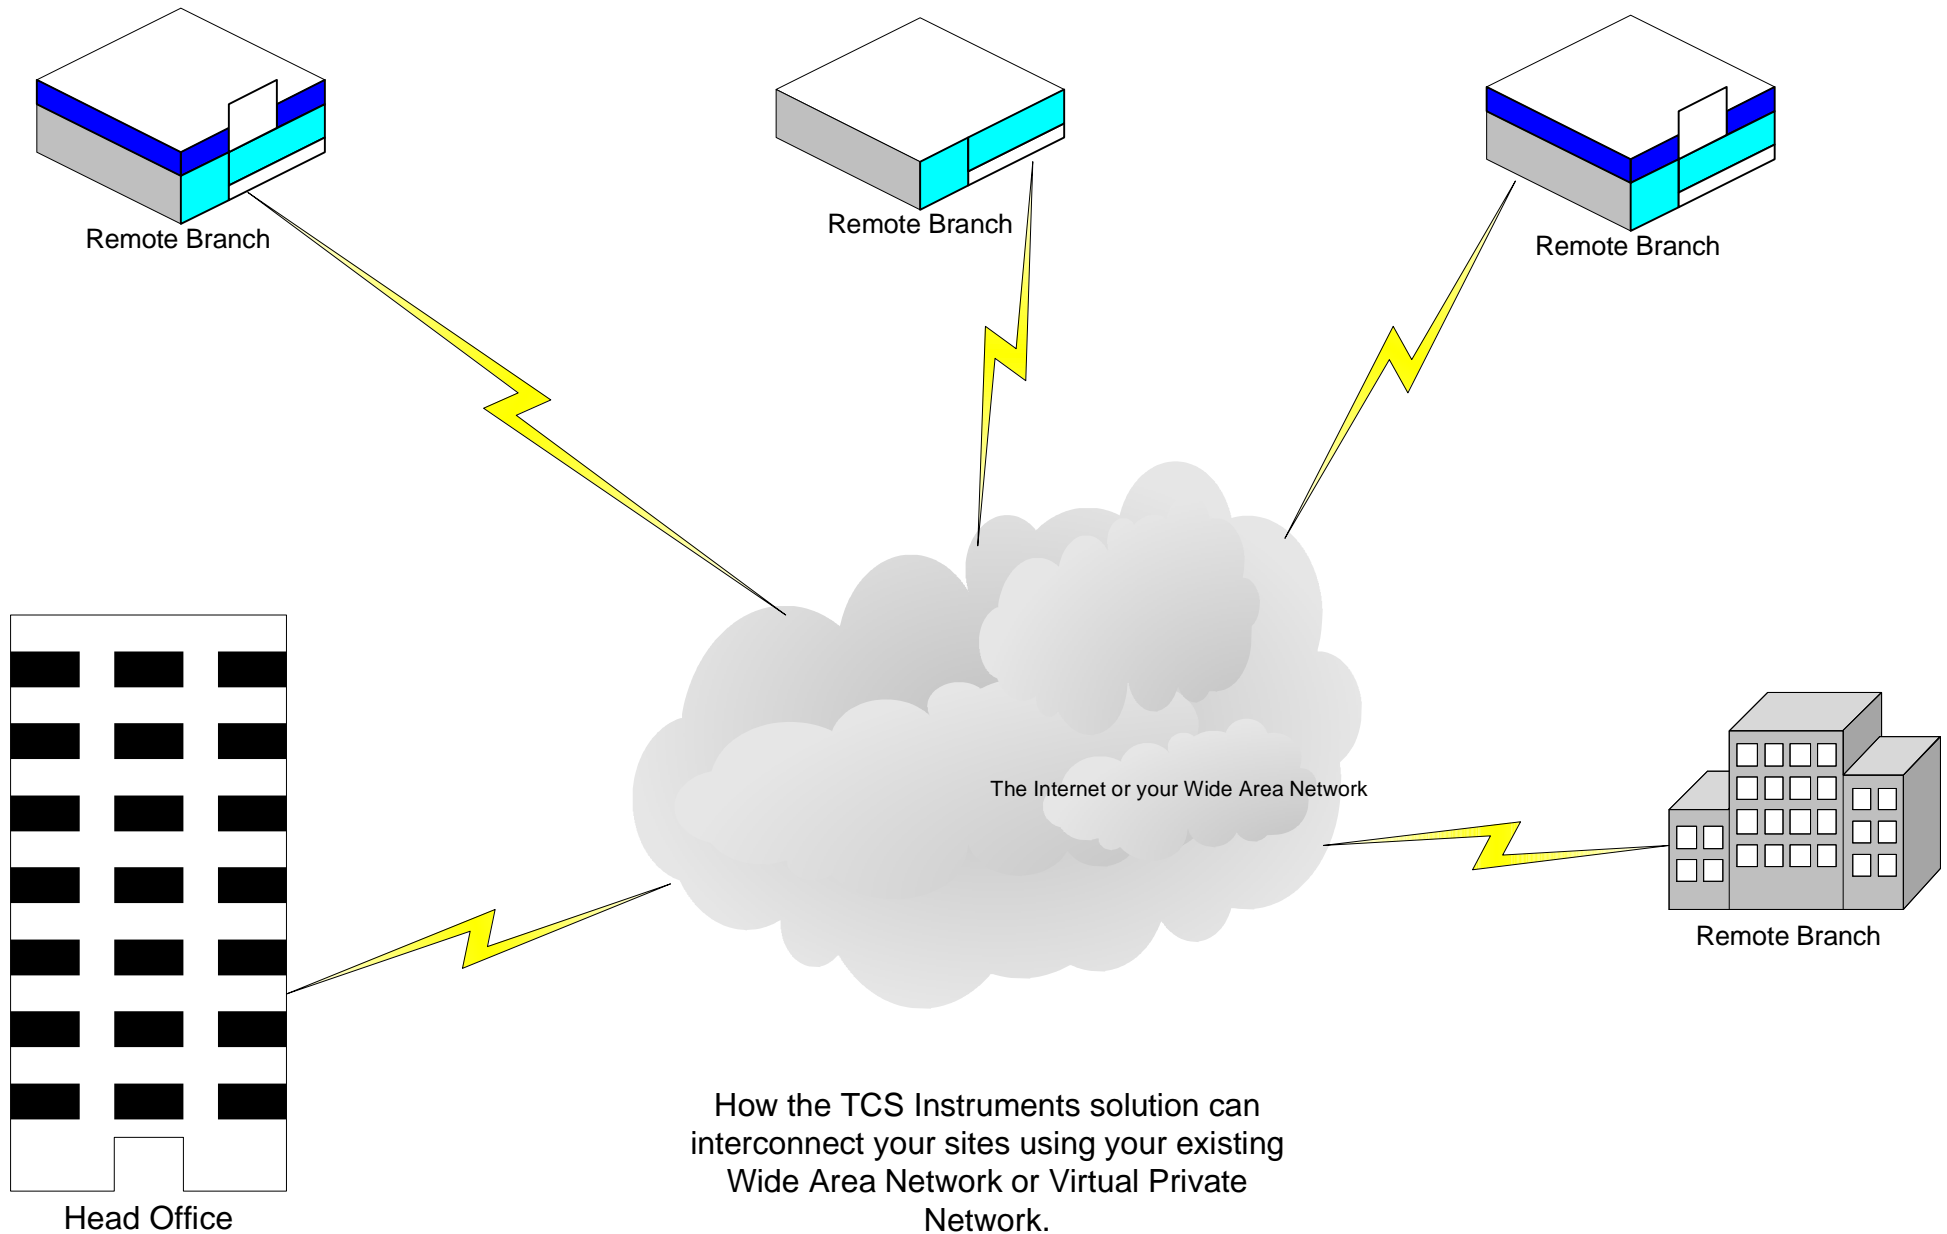 Remote Branch
Remote Branch
Remote Branch
The Internet or your Wide Area Network
Remote Branch
How the TCS Instruments solution can
interconnect your sites using your existing
Wide Area Network or Virtual Private
Network.
Head Office